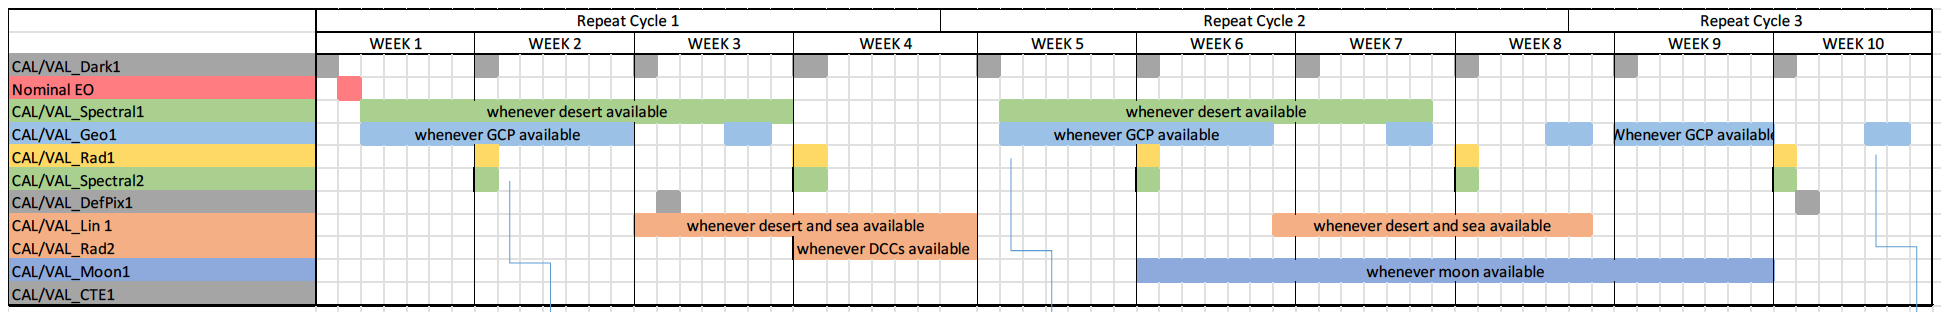 Repeat Cycle 1 Repeat Cycle 2 Repeat Cycle 3
WEEK 1 WEEK 2 WEEK 3 WEEK 4 WEEK 5 WEEK 6 WEEK 7 WEEK 8 WEEK 9 WEEK 10
CAL/VAL_Dark1
Nominal EO
CAL/VAL_Spectral1 whenever desert available whenever desert available
CAL/VAL_Geo1 whenever GCP available whenever GCP available Whenever GCP available
CAL/VAL_Rad1
CAL/VAL_Spectral2
CAL/VAL_DefPix1
CAL/VAL_Lin 1 whenever desert and sea available whenever desert and sea available
CAL/VAL_Rad2 whenever DCCs available
CAL/VAL_Moon1 whenever moon available
CAL/VAL_CTE1